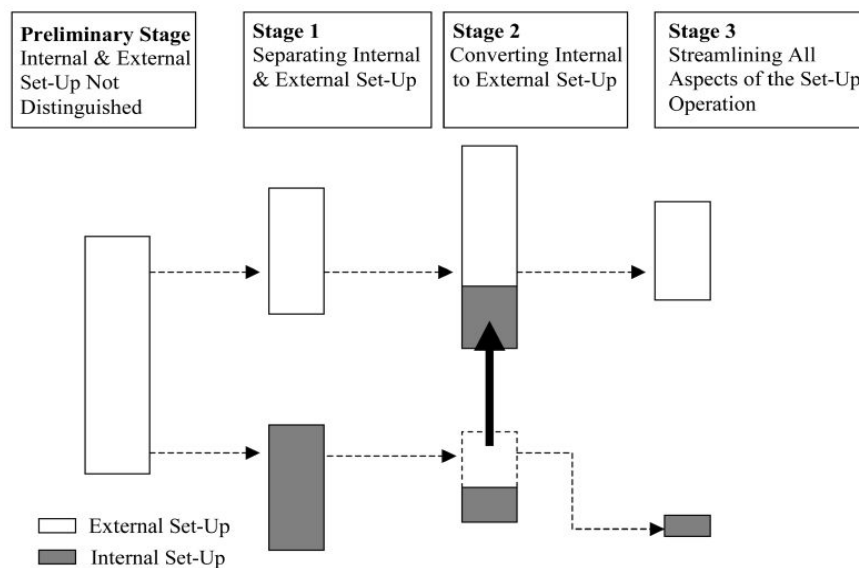 Preliminary Stage
Internal & External
Set-Up Not
Distinguished
Stage 1
Separating Internal
& External Set-Up
Stage 2
Converting Internal
to External Set-Up
Stage 3
Streamlining All
Aspects of the Set-Up
Operation
External Set-Up
Internal Set-Up